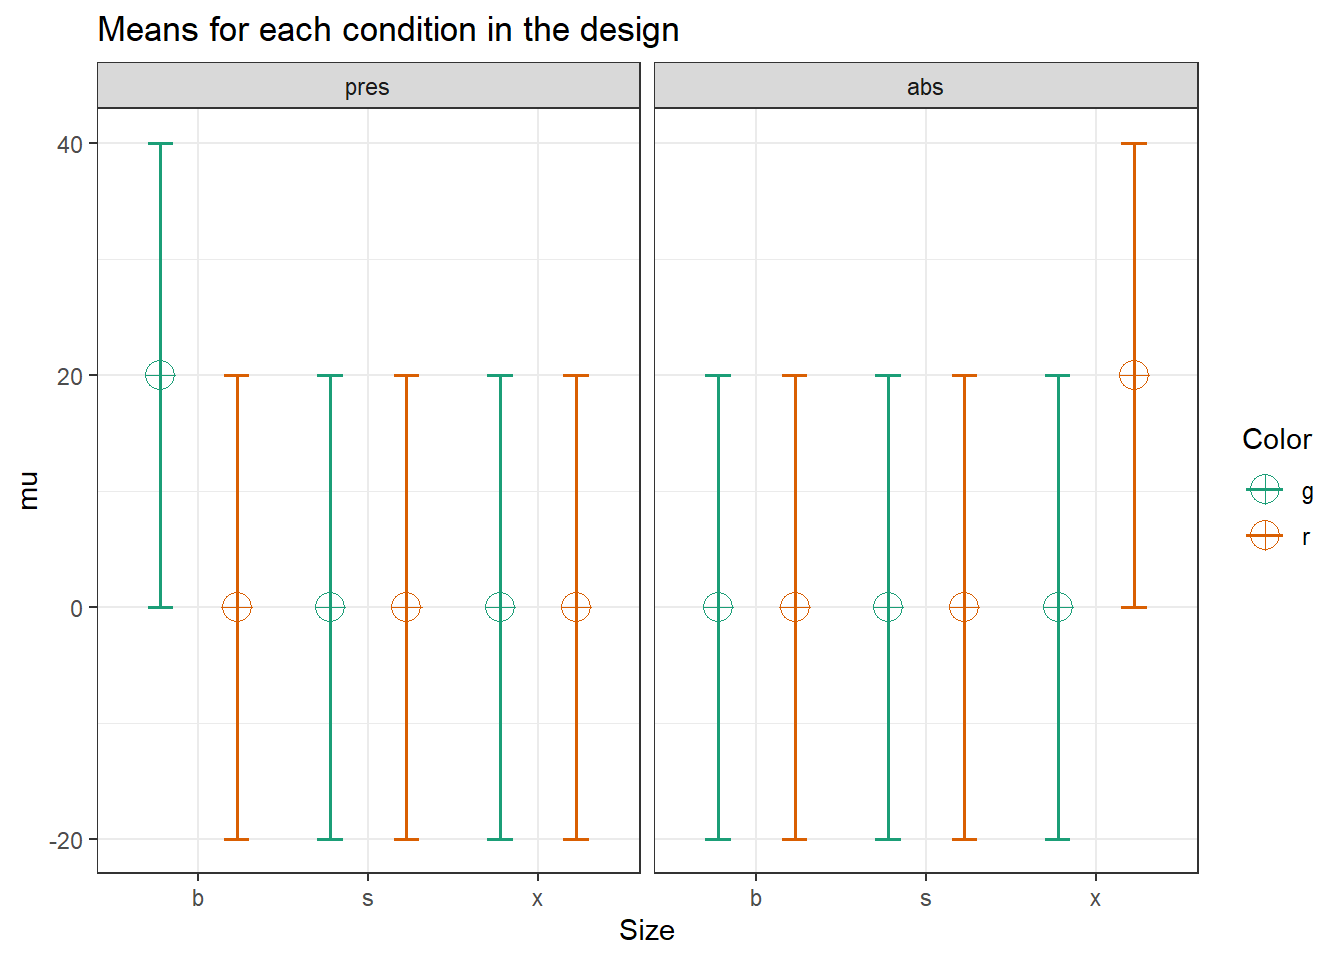 Means for each condition in the design
pres
abs
40
20
0
-20
mu
b
s
x
b
s
x
Size
Color
g
r